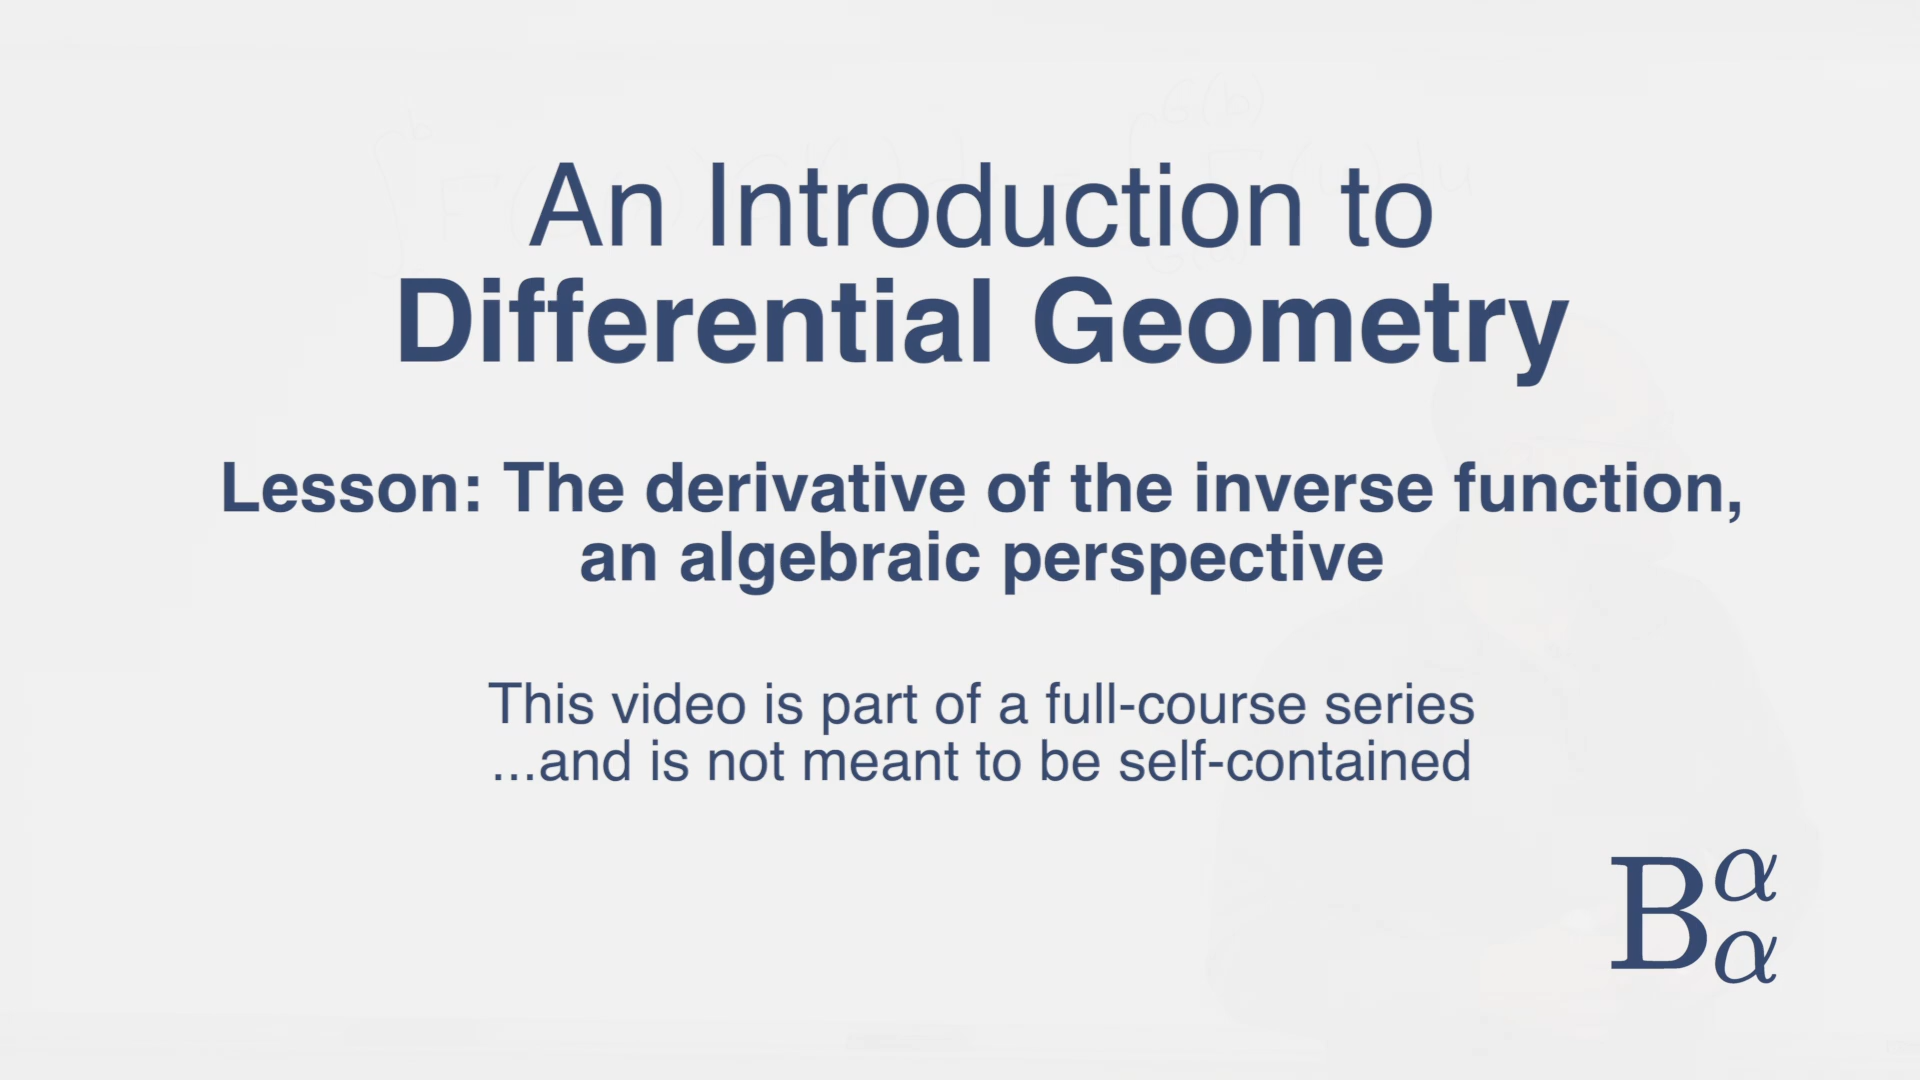 An Introduction to
Differential Geometry
Lesson: The derivative of the inverse function,
an algebraic perspective
This video is part of a full-course series
...and is not meant to be self-contained
B^α_α